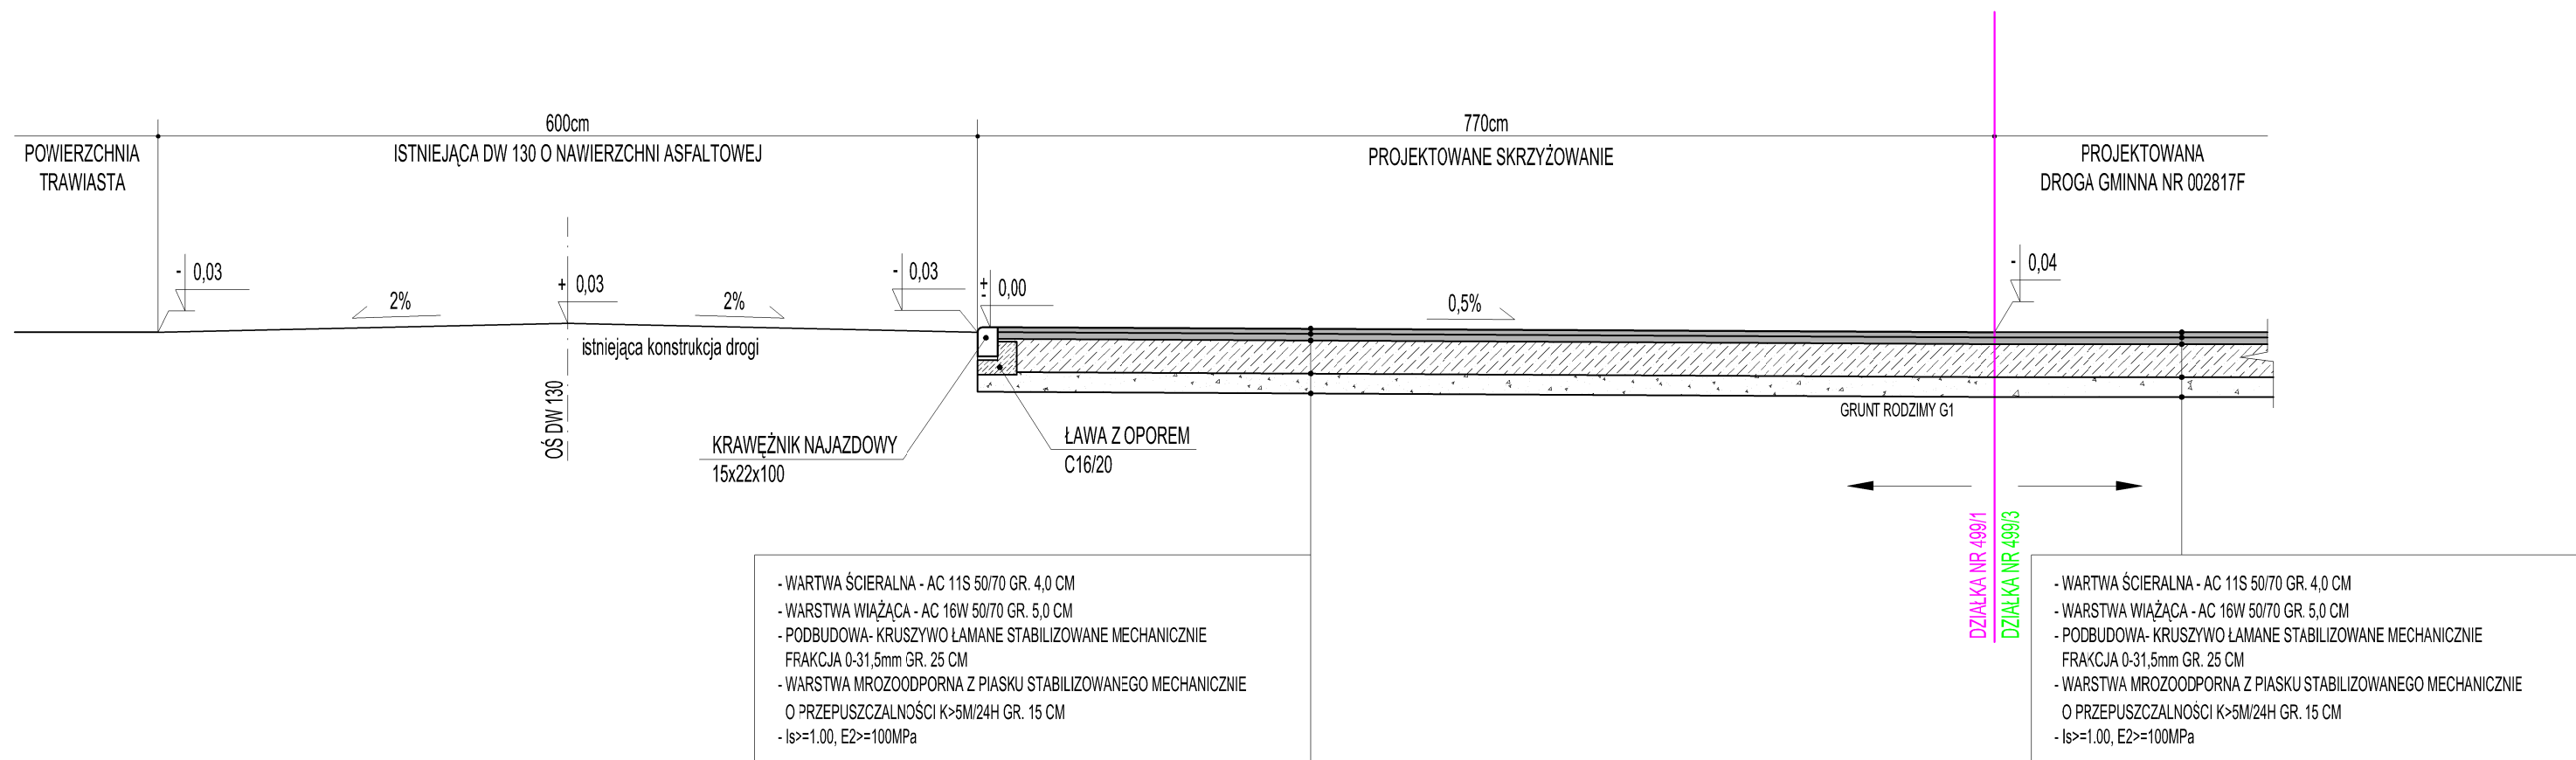 600cm
770cm
POWIERZCHNIA
TRAWIASTA
ISTNIEJĄCA DW 130 O NAWIERZCHNI ASFALTOWEJ
PROJEKTOWANE SKRZYŻOWANIE
PROJEKTOWANA
DROGA GMINNA NR 002817F
- 0,03
2%
+ 0,03
2%
- 0,03
+
- 0,00
0,5%
- 0,04
istniejąca konstrukcja drogi
OŚ DW 130
KRAWĘŻNIK NAJAZDOWY
15x22x100
ŁAWA Z OPOREM
C16/20
GRUNT RODZIMY G1
DZIAŁKA NR 499/1
DZIAŁKA NR 499/3
- WARTWA ŚCIERALNA - AC 11S 50/70 GR. 4,0 CM
- WARSTWA WIĄŻĄCA - AC 16W 50/70 GR. 5,0 CM
- PODBUDOWA- KRUSZYWO ŁAMANE STABILIZOWANE MECHANICZNIE
FRAKCJA 0-31,5mm GR. 25 CM
- WARSTWA MROZOODPORNA Z PIASKU STABILIZOWANEGO MECHANICZNIE
O PRZEPUSZCZALNOŚCI K>5M/24H GR. 15 CM
- Is>=1.00, E2>=100MPa
- WARTWA ŚCIERALNA - AC 11S 50/70 GR. 4,0 CM
- WARSTWA WIĄŻĄCA - AC 16W 50/70 GR. 5,0 CM
- PODBUDOWA- KRUSZYWO ŁAMANE STABILIZOWANE MECHANICZNIE
FRAKCJA 0-31,5mm GR. 25 CM
- WARSTWA MROZOODPORNA Z PIASKU STABILIZOWANEGO MECHANICZNIE
O PRZEPUSZCZALNOŚCI K>5M/24H GR. 15 CM
- Is>=1.00, E2>=100MPa